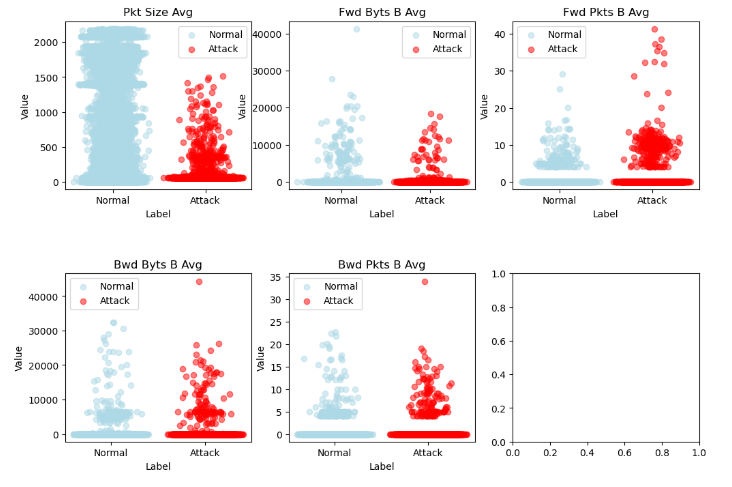 Pkt Size Avg
Normal
Attack
2000
1500
1000
500
0
Value
Normal
Attack
Label
Fwd Byts B Avg
Normal
Attack
40000
30000
20000
10000
0
Value
Normal
Attack
Label
Fwd Pkts B Avg
Normal
Attack
40
30
20
10
0
Value
Normal
Attack
Label
Bwd Byts B Avg
Normal
Attack
40000
30000
20000
10000
0
Value
Normal
Attack
Label
Bwd Pkts B Avg
Normal
Attack
35
30
25
20
15
10
5
0
Value
Normal
Attack
Label
1.0
0.8
0.6
0.4
0.2
0.0
0.0 0.2 0.4 0.6 0.8 1.0